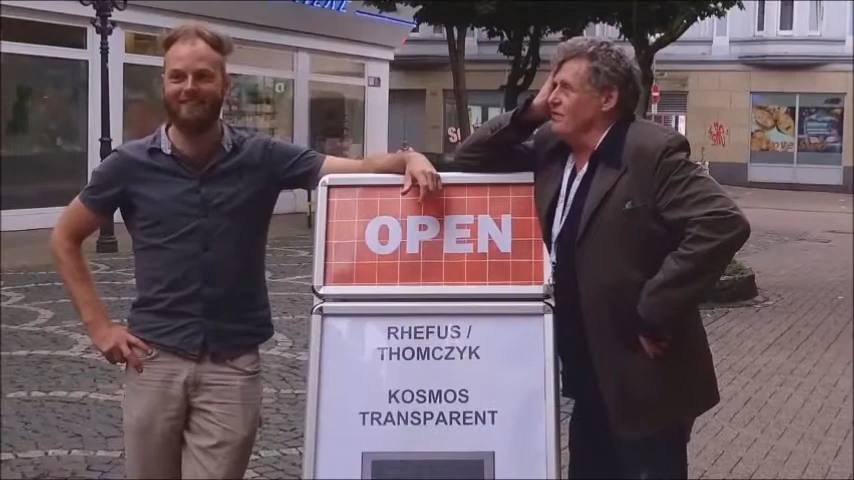 OPEN
RHEFUS /
THOMCZYK
KOSMOS
TRANSPARENT